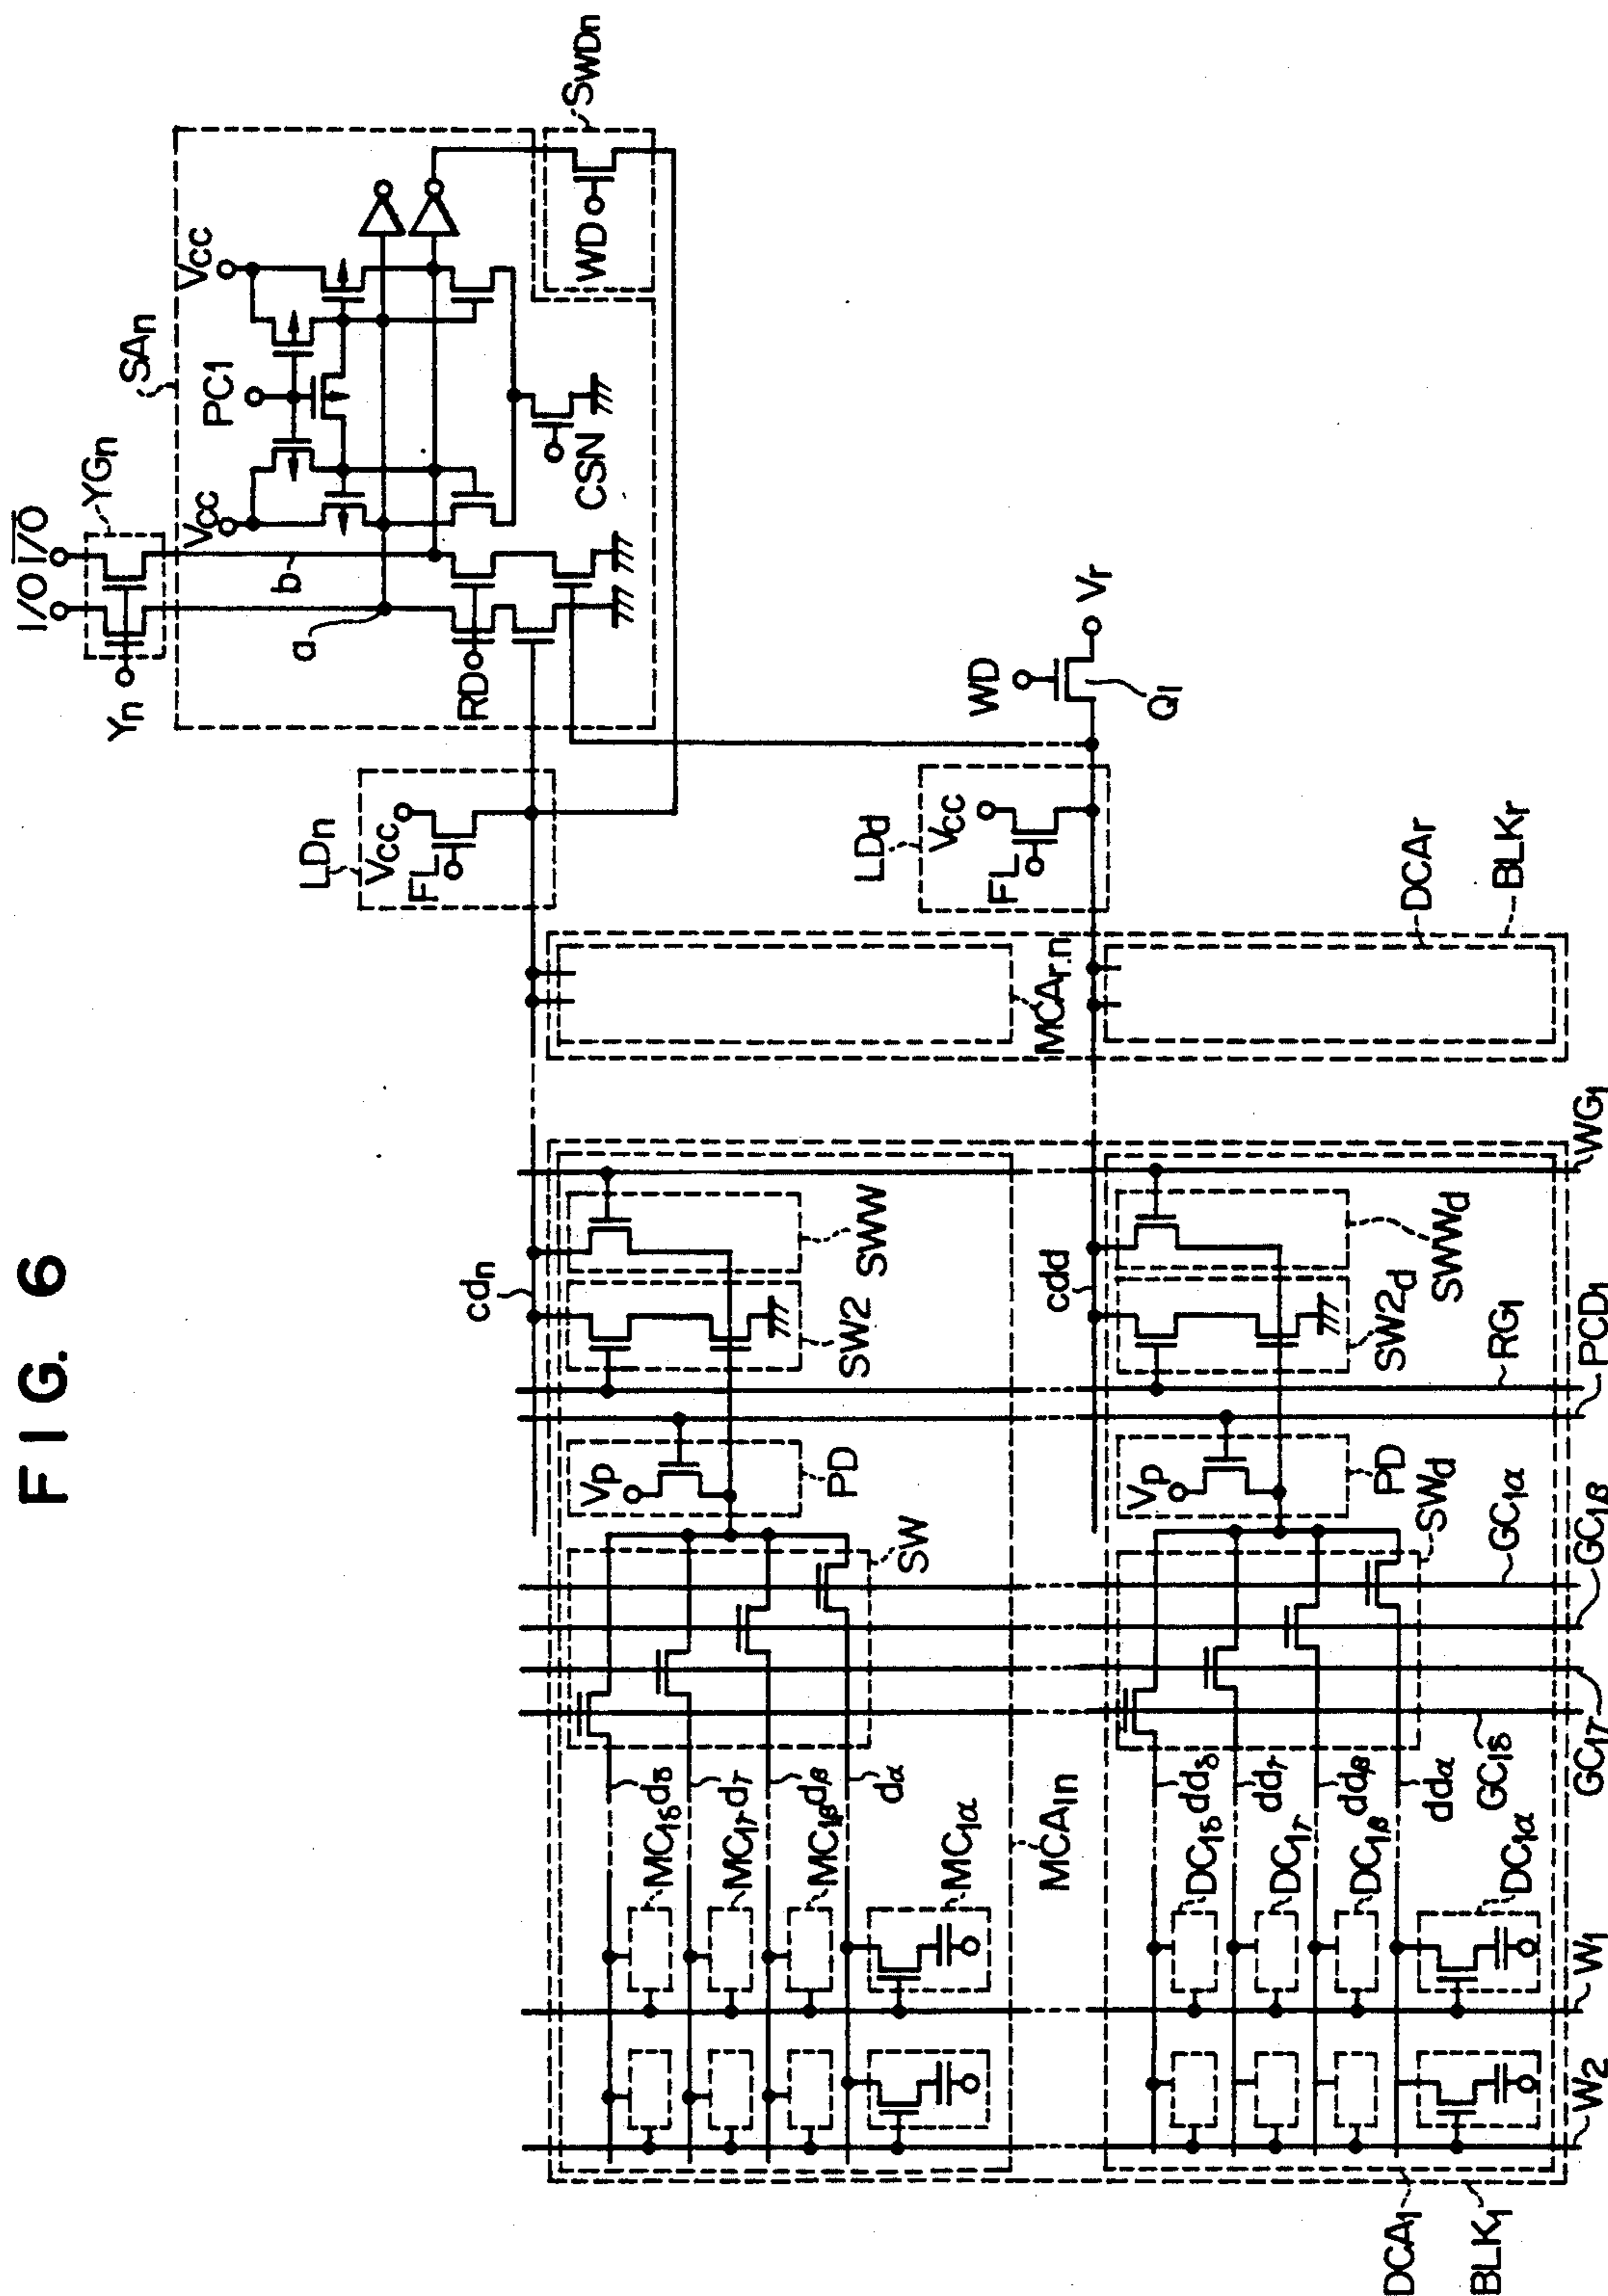 FIG. 6
I/O
I/O
YGn
Yn
SAn
Vcc
PC1
Vcc
a
b
RD
CSN
WD
SWDn
LDn
Vcc
FL
LDd
Vcc
FL
WD
Vr
Q1
MCAr.n
DCAr
BLKr
cdn
cdd
SWW
SWWd
WG1
SW2
SW2d
RG1
PCD1
Vp
PD
Vp
PD
SW
SWd
GC1α
GC1β
GC1γ
GC1δ
dδ
dγ
dβ
dα
ddδ
ddγ
ddβ
ddα
MC1δ
MC1γ
MC1β
MC1α
MCA1n
DC1δ
DC1γ
DC1β
DC1α
W1
W2
DCA1
BLK1